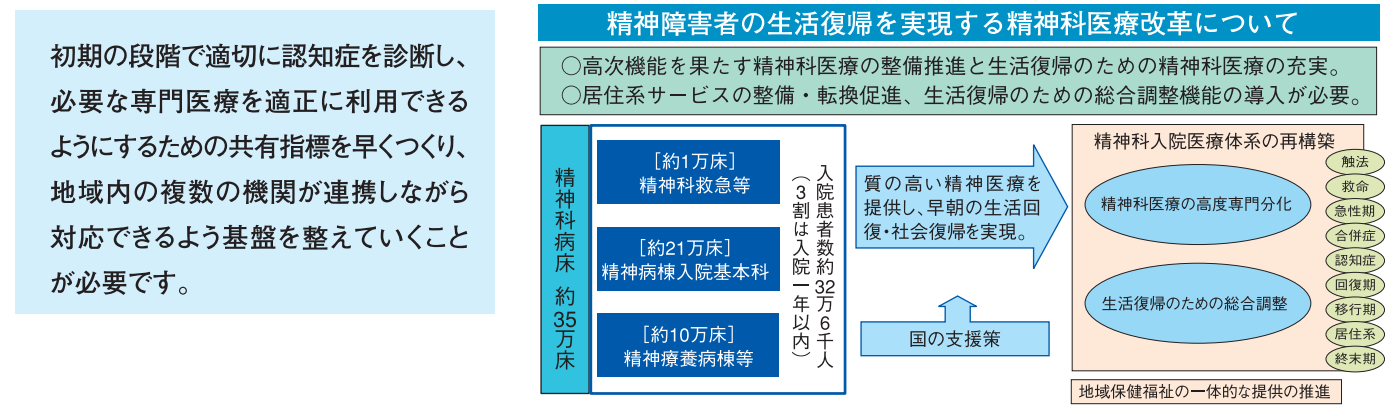 初期の段階で適切に認知症を診断し、
必要な専門医療を適正に利用できる
ようにするための共有指標を早くつくり、
地域内の複数の機関が連携しながら
対応できるよう基盤を整えていくこと
が必要です。
精神障害者の生活復帰を実現する精神科医療改革について
○高次機能を果たす精神科医療の整備推進と生活復帰のための精神科医療の充実。
○居住系サービスの整備・転換促進、生活復帰のための総合調整機能の導入が必要。
精神科病床 約35万床
［約1万床］
精神科救急等
［約21万床］
精神病棟入院基本科
［約10万床］
精神療養病棟等
入院患者数約32万6千人
（3割は入院一年以内）
質の高い精神医療を
提供し、早朝の生活回
復・社会復帰を実現。
国の支援策
精神科入院医療体系の再構築
精神科医療の高度専門分化
生活復帰のための総合調整
触法
救命
急性期
合併症
認知症
回復期
移行期
居住系
終末期
地域保健福祉の一体的な提供の推進